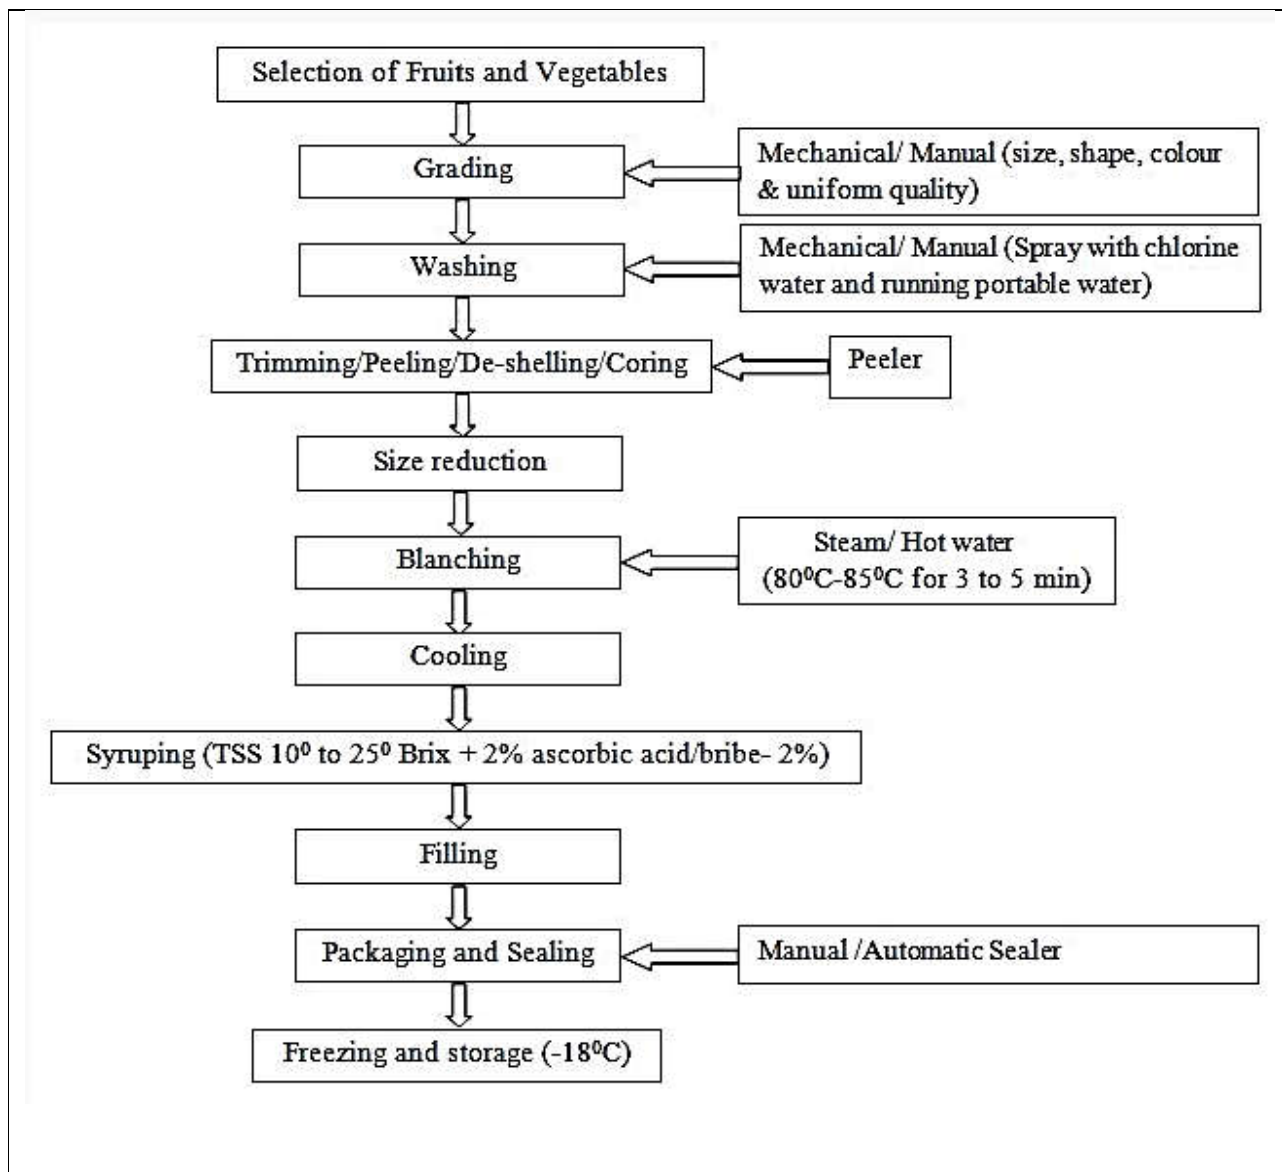 Selection of Fruits and Vegetables
Grading
Mechanical/ Manual (size, shape, colour
& uniform quality)
Washing
Mechanical/ Manual (Spray with chlorine
water and running portable water)
Trimming/Peeling/De-shelling/Coring
Peeler
Size reduction
Blanching
Steam/ Hot water
(80⁰C-85⁰C for 3 to 5 min)
Cooling
Syruping (TSS 10⁰ to 25⁰ Brix + 2% ascorbic acid/bribe- 2%)
Filling
Packaging and Sealing
Manual /Automatic Sealer
Freezing and storage (-18⁰C)